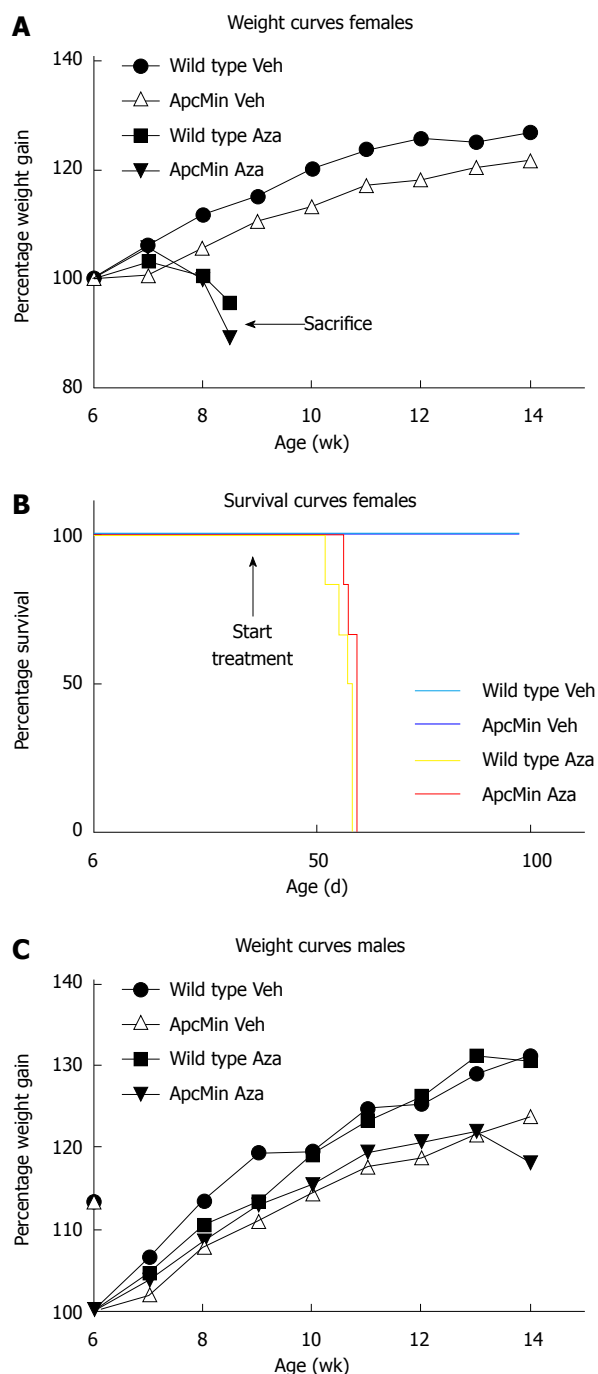 A
Weight curves females
140
Wild type Veh
ApcMin Veh
Wild type Aza
ApcMin Aza
120
100
80
Percentage weight gain
Sacrifice
6 8 10 12 14
Age (wk)
B
Survival curves females
100
50
0
Percentage survival
Start
treatment
Wild type Veh
ApcMin Veh
Wild type Aza
ApcMin Aza
6 50 100
Age (d)
C
Weight curves males
140
Wild type Veh
ApcMin Veh
Wild type Aza
ApcMin Aza
130
120
110
100
Percentage weight gain
6 8 10 12 14
Age (wk)